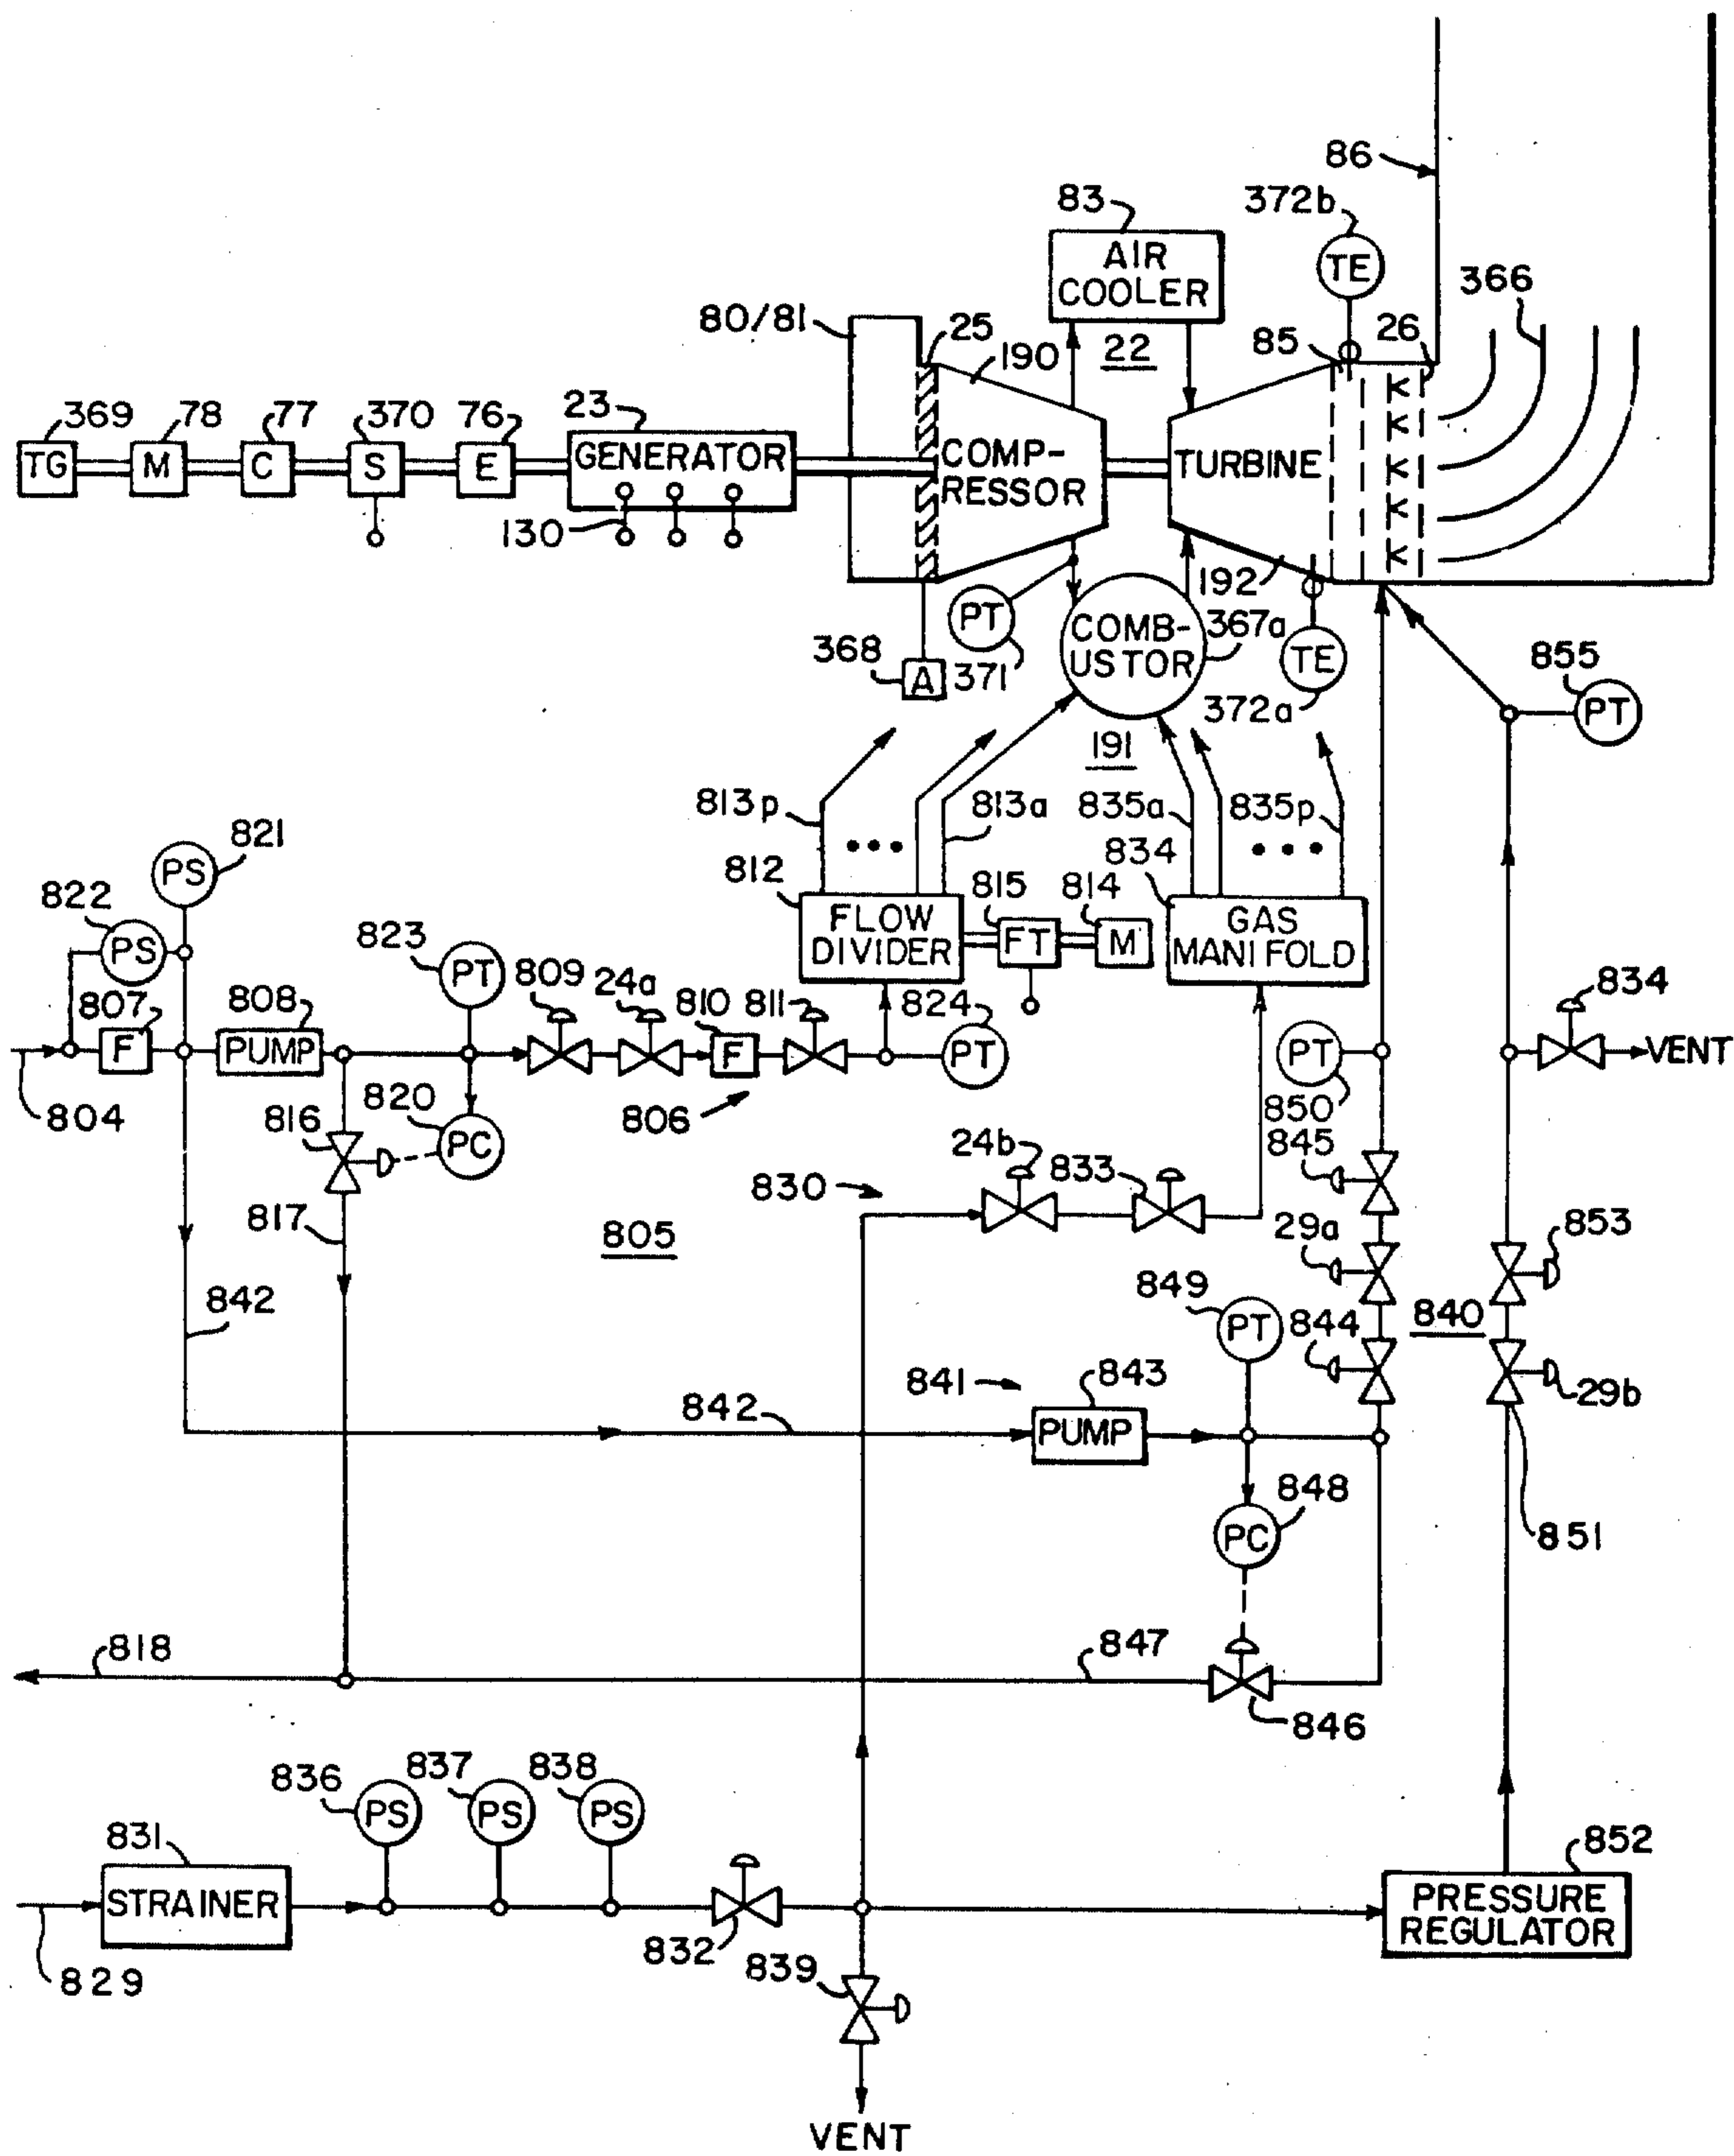 86
83
372b
AIR
COOLER
TE
366
80/81
25
190
22
85
26
369
78
77
370
76
23
TG
M
C
S
E
GENERATOR
COMP-
RESSOR
TURBINE
130
192
PT
371
COMB-
USTOR
367a
TE
372a
368
A
855
PT
191
813p
813a
835a
835p
821
PS
822
PS
812
815
814
834
FLOW
DIVIDER
FT
M
GAS
MANIFOLD
823
PT
809
24a
810
811
824
834
807
808
F
PUMP
F
PT
PT
VENT
804
816
820
PC
806
850
845
24b
833
830
817
805
29a
853
842
849
PT
844
840
841
843
29b
842
PUMP
848
PC
851
818
847
846
836
837
838
PS
PS
PS
831
852
STRAINER
PRESSURE
REGULATOR
832
829
839
VENT